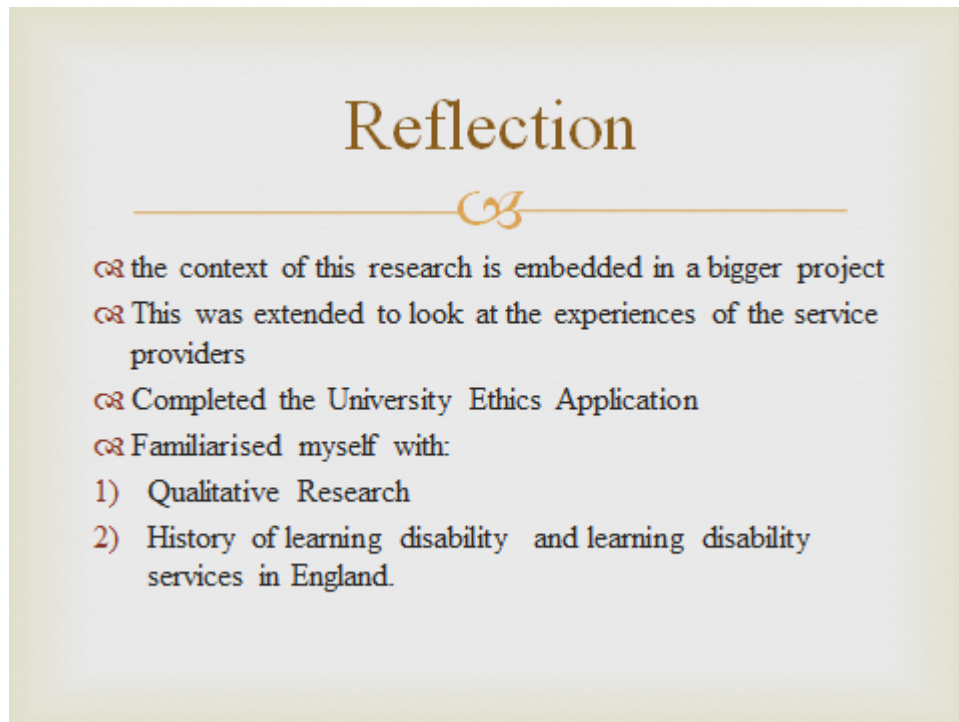 Reflection
the context of this research is embedded in a bigger project
This was extended to look at the experiences of the service
providers
Completed the University Ethics Application
Familiarised myself with:
1) Qualitative Research
2) History of learning disability and learning disability
services in England.